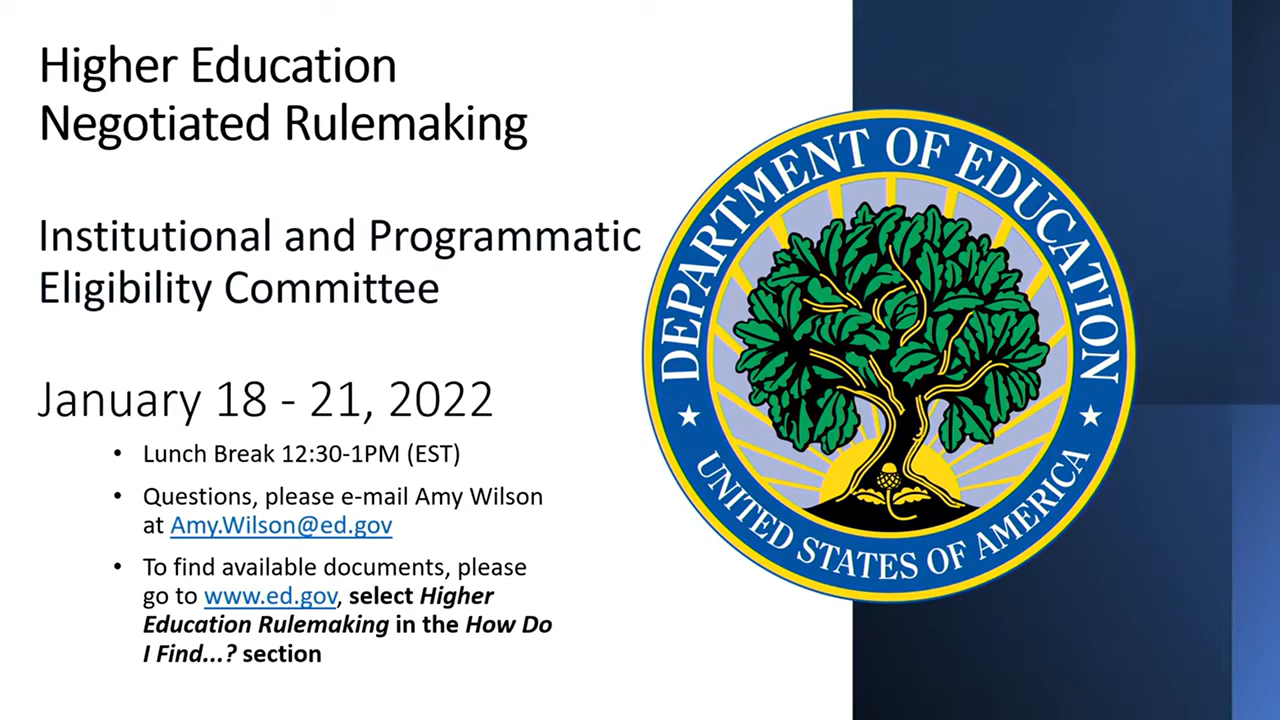 Higher Education
Negotiated Rulemaking
Institutional and Programmatic
Eligibility Committee
January 18 - 21, 2022
• Lunch Break 12:30-1PM (EST)
• Questions, please e-mail Amy Wilson
at Amy.Wilson@ed.gov
• To find available documents, please
go to www.ed.gov, select Higher
Education Rulemaking in the How Do
I Find...? section
DEPARTMENT OF EDUCATION
UNITED STATES OF AMERICA